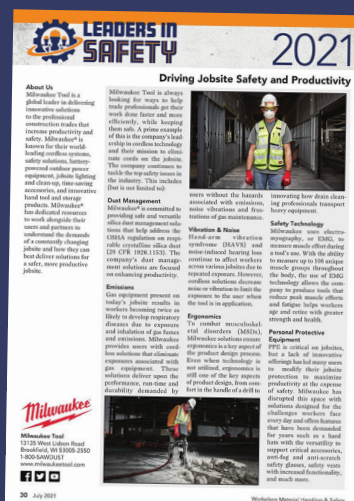 LEADERS IN
SAFETY
2021
Driving Jobsite Safety and Productivity
About Us
Milwaukee Tool is a
global leader in delivering
innovative solutions
to the professional
construction trades that
increase productivity and
safety. Milwaukee® is
known for their world-
leading cordless systems,
safety solutions, battery-
powered outdoor power
equipment, jobsite lighting
and clean-up, time-saving
accessories, and innovative
hand tool and storage
products. Milwaukee®
has dedicated resources
to work alongside their
users and partners to
understand the demands
of a constantly changing
jobsite and how they can
best deliver solutions for
a safer, more productive
jobsite.
Milwaukee
Milwaukee Tool
13135 West Lisbon Road
Brookfield, WI 53005-2550
1-800-SAWDUST
www.milwaukeetool.com
Milwaukee Tool is always
looking for ways to help
trade professionals get their
work done faster and more
efficiently, while keeping
them safe. A prime example
of this is the company's lead-
ership in cordless technology
and their mission to elimi-
nate cords on the jobsite.
The company continues to
tackle the top safety issues in
the industry. This includes
(but is not limited to):
Dust Management
Milwaukee® is committed to
providing safe and versatile
silica dust management solu-
tions that help address the
OSHA regulation on respi-
rable crystalline silica dust
(29 CFR 1926.1153). The
company's dust manage-
ment solutions are focused
on enhancing productivity.
Emissions
Gas equipment present on
today's jobsite results in
workers becoming twice as
likely to develop respiratory
diseases due to exposure
and inhalation of gas fumes
and emissions. Milwaukee
provides users with cord-
less solutions that eliminate
exposures associated with
gas equipment. These
solutions deliver upon the
performance, run-time and
durability demanded by
users without the hazards
associated with emissions,
noise vibrations and frus-
tations of gas maintenance.
Vibration & Noise
Hand-arm vibration
syndrome (HAVS) and
noise-induced hearing loss
continue to affect workers
across various jobsites due to
repeated exposure. However,
cordless solutions decrease
noise or vibration to limit the
exposure to the user when
the tool is in application.
Ergonomics
To combat musculoskel-
etal disorders (MSDs),
Milwaukee solutions ensure
ergonomics is a key aspect of
the product design process.
Even when technology is
not utilized, ergonomics is
still one of the key aspects
of product design, from com-
fort in the handle of a drill to
innovating how drain clean-
ing professionals transport
heavy equipment.
Safety Technology
Milwaukee uses electro-
myography, or EMG, to
measure muscle effort during
a tool's use. With the ability
to measure up to 100 unique
muscle groups throughout
the body, the use of EMG
technology allows the com-
pany to produce tools that
reduce peak muscle efforts
and fatigue helps workers
age and retire with greater
strength and health.
Personal Protective
Equipment
PPE is critical on jobsites,
but a lack of innovative
offerings has led many users
to modify their jobsite
protection to maximize
productivity at the expense
of safety. Milwaukee has
disrupted this space with
solutions designed for the
challenges workers face
every day and offers features
that have been demanded
for years such as a hard
hats with the versatility to
support critical accessories,
anti-fog and anti-scratch
safety glasses, safety vests
with increased functionality,
and much more.
30 July 2021
Workplace Material Handling & Safety